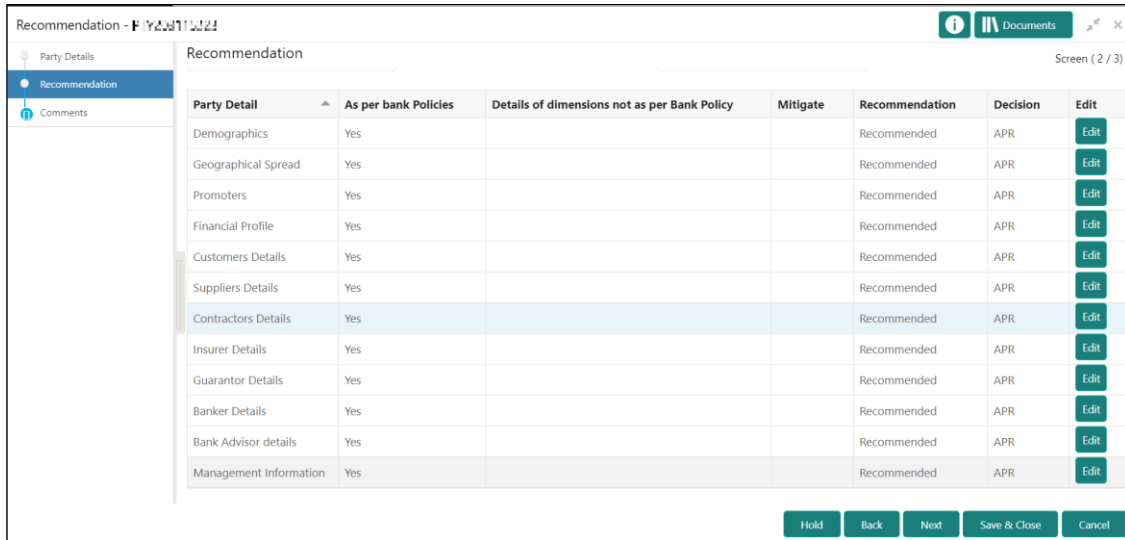 Recommendation -
i Documents
Party Details
Recommendation
Comments
Recommendation
Screen ( 2 / 3)
Party Detail As per bank Policies Details of dimensions not as per Bank Policy Mitigate Recommendation Decision Edit
Demographics Yes Recommended APR Edit
Geographical Spread Yes Recommended APR Edit
Promoters Yes Recommended APR Edit
Financial Profile Yes Recommended APR Edit
Customers Details Yes Recommended APR Edit
Suppliers Details Yes Recommended APR Edit
Contractors Details Yes Recommended APR Edit
Insurer Details Yes Recommended APR Edit
Guarantor Details Yes Recommended APR Edit
Banker Details Yes Recommended APR Edit
Bank Advisor details Yes Recommended APR Edit
Management Information Yes Recommended APR Edit
Hold Back Next Save & Close Cancel